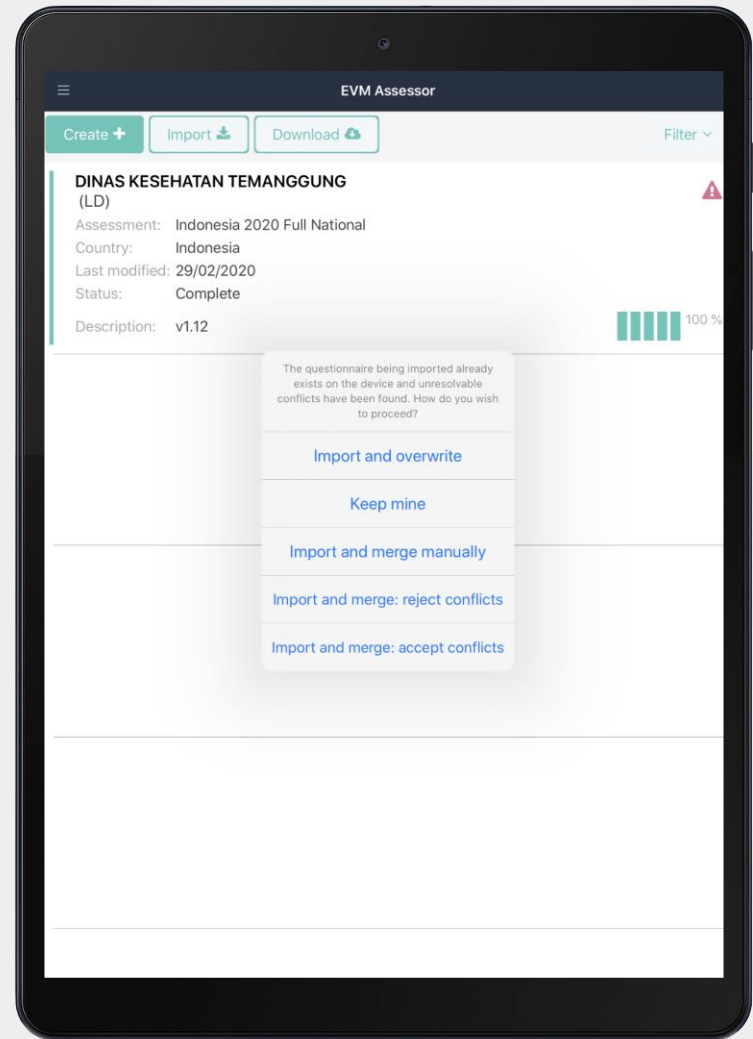 EVM Assessor
Create +
Import
Download
Filter
DINAS KESEHATAN TEMANGGUNG
(LD)
Assessment: Indonesia 2020 Full National
Country: Indonesia
Last modified: 29/02/2020
Status: Complete
Description: v1.12
100 %
The questionnaire being imported already
exists on the device and unresolvable
conflicts have been found. How do you wish
to proceed?
Import and overwrite
Keep mine
Import and merge manually
Import and merge: reject conflicts
Import and merge: accept conflicts